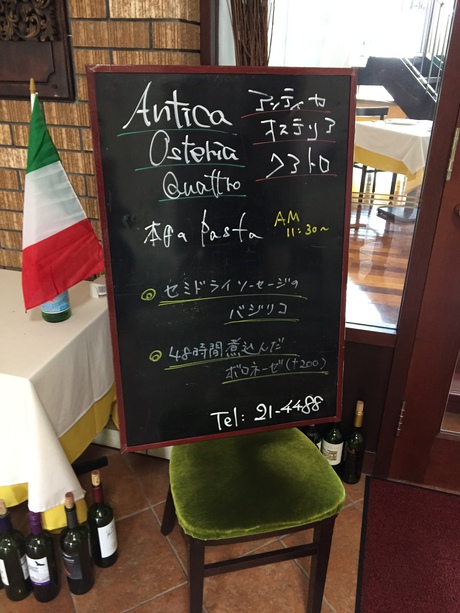 Antica
アンティカ
Osteria
オステリア
Quattro
クアトロ
本日のpasta
AM
11:30〜
◎ セミドライソーセージの
バジリコ
◎ 48時間煮込んだ
ボロネーゼ(+200)
Tel: 21-4488